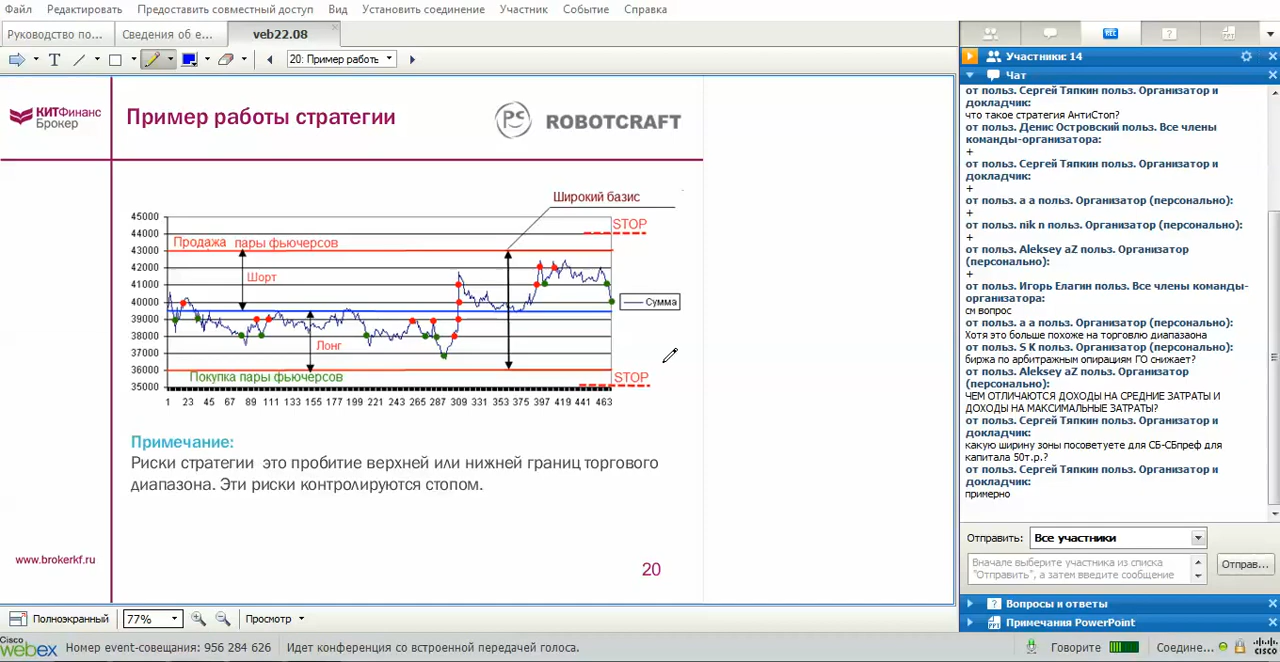 Файл Редактировать Предоставить совместный доступ Вид Установить соединение Участник Событие Справка
Руководство по... Сведения об е... veb22.08
T 20: Пример работь
КИТФинанс
Брокер
Пример работы стратегии
PS ROBOTCRAFT
Широкий базис
45000
44000
43000
42000
41000
40000
39000
38000
37000
36000
35000
STOP
Продажа пары фьючерсов
Шорт
Сумма
Лонг
Покупка пары фьючерсов
STOP
1 23 45 67 89 111 133 155 177 199 221 243 265 287 309 331 353 375 397 419 441 463
Примечание:
Риски стратегии это пробитие верхней или нижней границ торгового
диапазона. Эти риски контролируются стопом.
www.brokerkf.ru
20
Полноэкранный 77% Просмотр
Cisco
webex Номер event-совещания: 956 284 626 Идет конференция со встроенной передачей голоса.
REC ?
Участники: 14
Чат
от польз. Сергей Тяпкин польз. Организатор и
докладчик:
что такое стратегия АнтиСтоп?
от польз. Денис Островский польз. Все члены
команды-организатора:
+
от польз. Сергей Тяпкин польз. Организатор и
докладчик:
+
от польз. a a польз. Организатор (персонально):
+
от польз. nik n польз. Организатор (персонально):
+
от польз. Aleksey aZ польз. Организатор
(персонально):
+
от польз. Игорь Елагин польз. Все члены команды-
организатора:
см вопрос
от польз. a a польз. Организатор (персонально):
Хотя это больше похоже на торговлю диапазаона
от польз. S K польз. Организатор (персонально):
биржа по арбитражным опирациям ГО снижает?
от польз. Aleksey aZ польз. Организатор
(персонально):
ЧЕМ ОТЛИЧАЮТСЯ ДОХОДЫ НА СРЕДНИЕ ЗАТРАТЫ И
ДОХОДЫ НА МАКСИМАЛЬНЫЕ ЗАТРАТЫ?
от польз. Сергей Тяпкин польз. Организатор и
докладчик:
какую ширину зоны посоветуете для СБ-СБпреф для
капитала 50т.р.?
от польз. Сергей Тяпкин польз. Организатор и
докладчик:
примерно
Отправить: Все участники
Вначале выберите участника из списка
"Отправить", а затем введите сообщение
Отправ...
? Вопросы и ответы
Примечания PowerPoint
Говорите Соедине... cisco